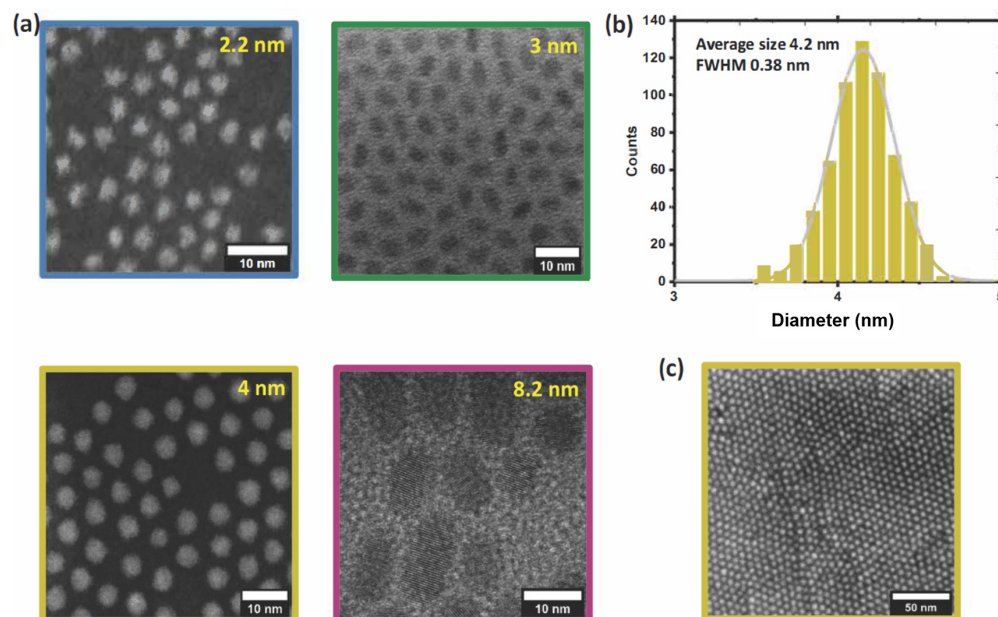 (a)
2.2 nm
10 nm
3 nm
10 nm
(b)
140
120
100
80
60
40
20
0
Counts
Average size 4.2 nm
FWHM 0.38 nm
3
4
5
Diameter (nm)
4 nm
10 nm
8.2 nm
10 nm
(c)
50 nm